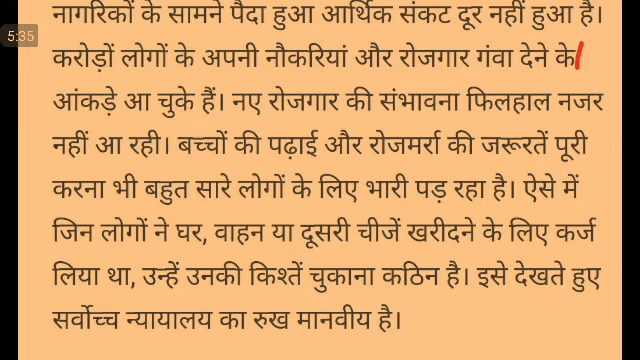 नागरिकों के सामने पैदा हुआ आर्थिक संकट दूर नहीं हुआ है।
5:35
करोड़ों लोगों के अपनी नौकरियां और रोजगार गंवा देने के
आंकड़े आ चुके हैं। नए रोजगार की संभावना फिलहाल नजर
नहीं आ रही। बच्चों की पढ़ाई और रोजमर्रा की जरूरतें पूरी
करना भी बहुत सारे लोगों के लिए भारी पड़ रहा है। ऐसे में
जिन लोगों ने घर, वाहन या दूसरी चीजें खरीदने के लिए कर्ज
लिया था, उन्हें उनकी किश्तें चुकाना कठिन है। इसे देखते हुए
सर्वोच्च न्यायालय का रुख मानवीय है।